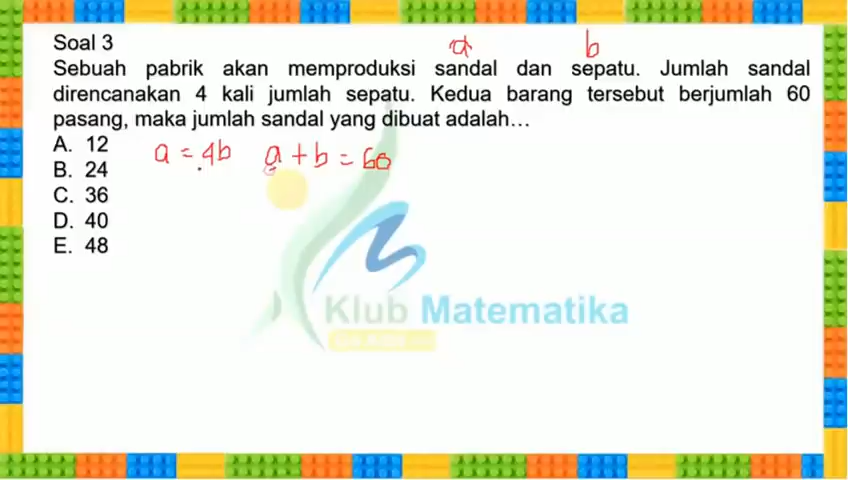 Soal 3
a b
Sebuah pabrik akan memproduksi sandal dan sepatu. Jumlah sandal
direncanakan 4 kali jumlah sepatu. Kedua barang tersebut berjumlah 60
pasang, maka jumlah sandal yang dibuat adalah…
A. 12
a = 4b a + b = 60
B. 24
C. 36
D. 40
E. 48
Klub Matematika